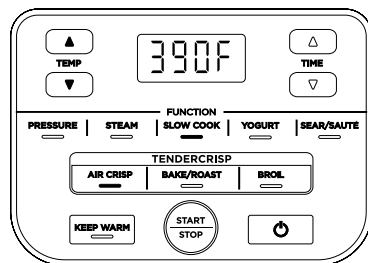 390F
TEMP
TIME
FUNCTION
PRESSURE STEAM SLOW COOK YOGURT SEAR/SAUTÉ
TENDERCRISP
AIR CRISP BAKE/ROAST BROIL
KEEP WARM
START
STOP